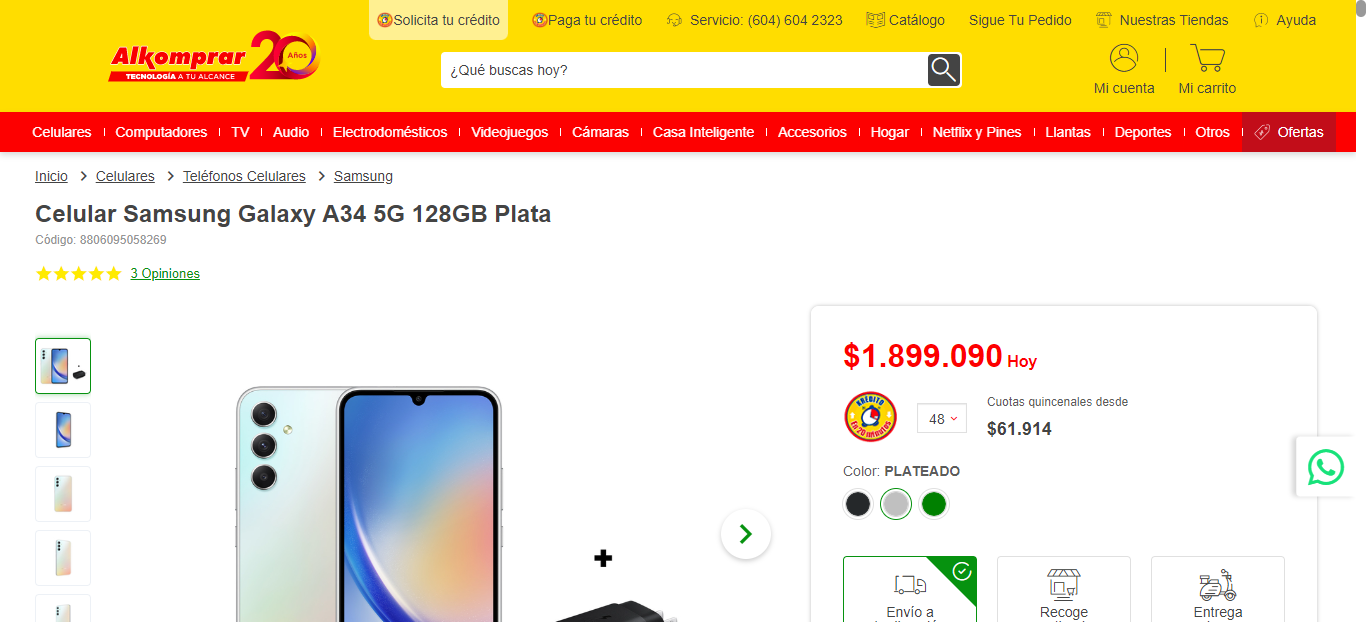 Solicita tu crédito
Paga tu crédito
Servicio: (604) 604 2323
Catálogo
Sigue Tu Pedido
Nuestras Tiendas
Ayuda
Alkomprar 20 Años
TECNOLOGÍA A TU ALCANCE
¿Qué buscas hoy?
Mi cuenta
Mi carrito
Celulares
Computadores
TV
Audio
Electrodomésticos
Videojuegos
Cámaras
Casa Inteligente
Accesorios
Hogar
Netflix y Pines
Llantas
Deportes
Otros
Ofertas
Inicio > Celulares > Teléfonos Celulares > Samsung
Celular Samsung Galaxy A34 5G 128GB Plata
Código: 8806095058269
3 Opiniones
$1.899.090 Hoy
KREDITO
En 20 MINUTOS
48
Cuotas quincenales desde
$61.914
Color: PLATEADO
Envío a
Recoge
Entrega